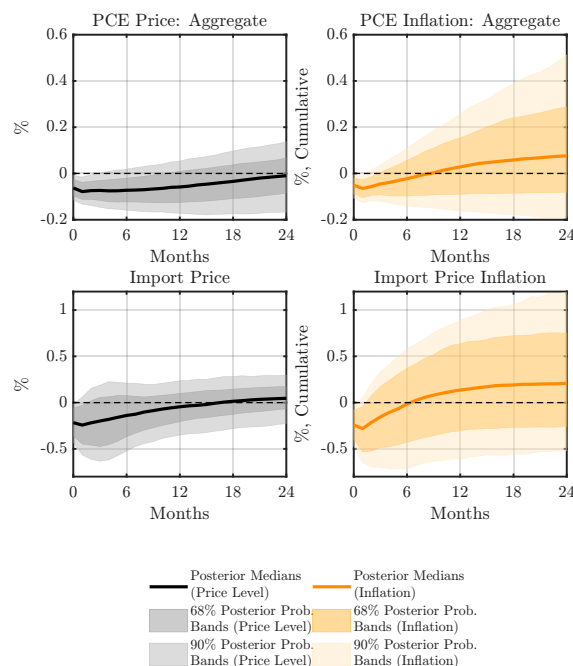 PCE Price: Aggregate
PCE Inflation: Aggregate
0.6
0.4
0.2
0
-0.2
%
0 6 12 18 24
Months
0.6
0.4
0.2
0
-0.2
%, Cumulative
0 6 12 18 24
Months
Import Price
Import Price Inflation
1
0.5
0
-0.5
%
0 6 12 18 24
Months
1
0.5
0
-0.5
%, Cumulative
0 6 12 18 24
Months
Posterior Medians
(Price Level)
68% Posterior Prob.
Bands (Price Level)
90% Posterior Prob.
Bands (Price Level)
Posterior Medians
(Inflation)
68% Posterior Prob.
Bands (Inflation)
90% Posterior Prob.
Bands (Inflation)